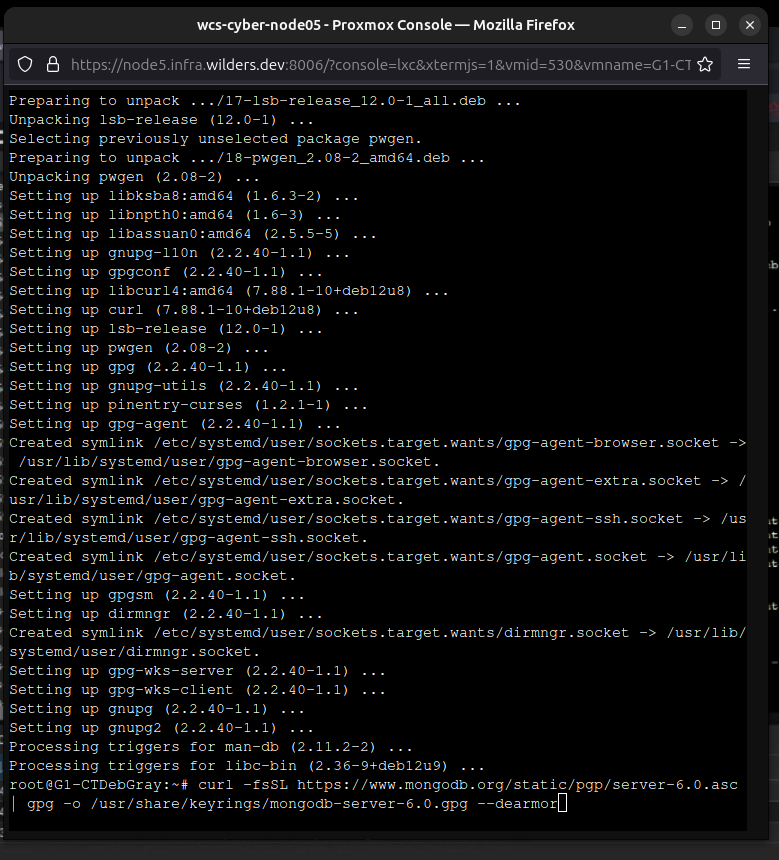 wcs-cyber-node05 - Proxmox Console — Mozilla Firefox
https://node5.infra.wilders.dev:8006/?console=lxc&xtermjs=1&vmid=530&vmname=G1-CT
Preparing to unpack .../17-lsb-release_12.0-1_all.deb ...
Unpacking lsb-release (12.0-1) ...
Selecting previously unselected package pwgen.
Preparing to unpack .../18-pwgen_2.08-2_amd64.deb ...
Unpacking pwgen (2.08-2) ...
Setting up libksba8:amd64 (1.6.3-2) ...
Setting up libnpth0:amd64 (1.6-3) ...
Setting up libassuan0:amd64 (2.5.5-5) ...
Setting up gnupg-l10n (2.2.40-1.1) ...
Setting up gpgconf (2.2.40-1.1) ...
Setting up libcurl4:amd64 (7.88.1-10+deb12u8) ...
Setting up curl (7.88.1-10+deb12u8) ...
Setting up lsb-release (12.0-1) ...
Setting up pwgen (2.08-2) ...
Setting up gpg (2.2.40-1.1) ...
Setting up gnupg-utils (2.2.40-1.1) ...
Setting up pinentry-curses (1.2.1-1) ...
Setting up gpg-agent (2.2.40-1.1) ...
Created symlink /etc/systemd/user/sockets.target.wants/gpg-agent-browser.socket ->
 /usr/lib/systemd/user/gpg-agent-browser.socket.
Created symlink /etc/systemd/user/sockets.target.wants/gpg-agent-extra.socket -> /
usr/lib/systemd/user/gpg-agent-extra.socket.
Created symlink /etc/systemd/user/sockets.target.wants/gpg-agent-ssh.socket -> /us
r/lib/systemd/user/gpg-agent-ssh.socket.
Created symlink /etc/systemd/user/sockets.target.wants/gpg-agent.socket -> /usr/li
b/systemd/user/gpg-agent.socket.
Setting up gpgsm (2.2.40-1.1) ...
Setting up dirmngr (2.2.40-1.1) ...
Created symlink /etc/systemd/user/sockets.target.wants/dirmngr.socket -> /usr/lib/
systemd/user/dirmngr.socket.
Setting up gpg-wks-server (2.2.40-1.1) ...
Setting up gpg-wks-client (2.2.40-1.1) ...
Setting up gnupg (2.2.40-1.1) ...
Setting up gnupg2 (2.2.40-1.1) ...
Processing triggers for man-db (2.11.2-2) ...
Processing triggers for libc-bin (2.36-9+deb12u9) ...
root@G1-CTDebGray:~# curl -fsSL https://www.mongodb.org/static/pgp/server-6.0.asc
| gpg -o /usr/share/keyrings/mongodb-server-6.0.gpg --dearmor